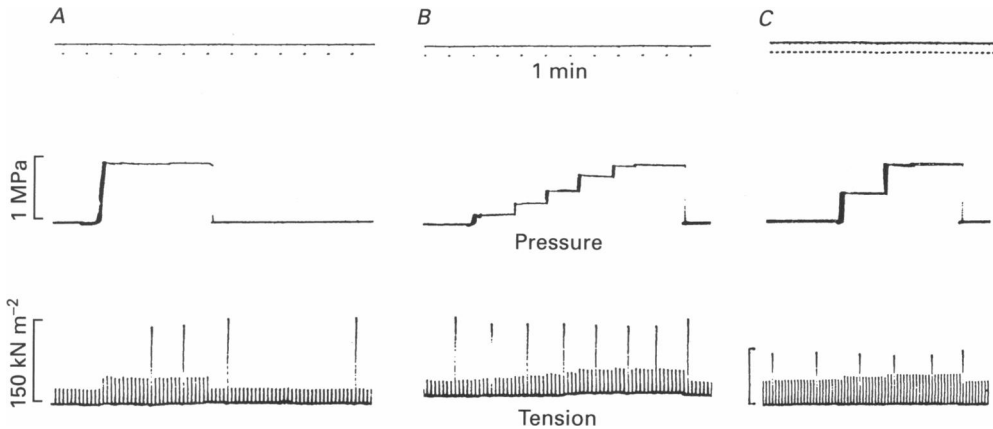 A
B
C
1 min
1 MPa
Pressure
150 kN m⁻²
Tension